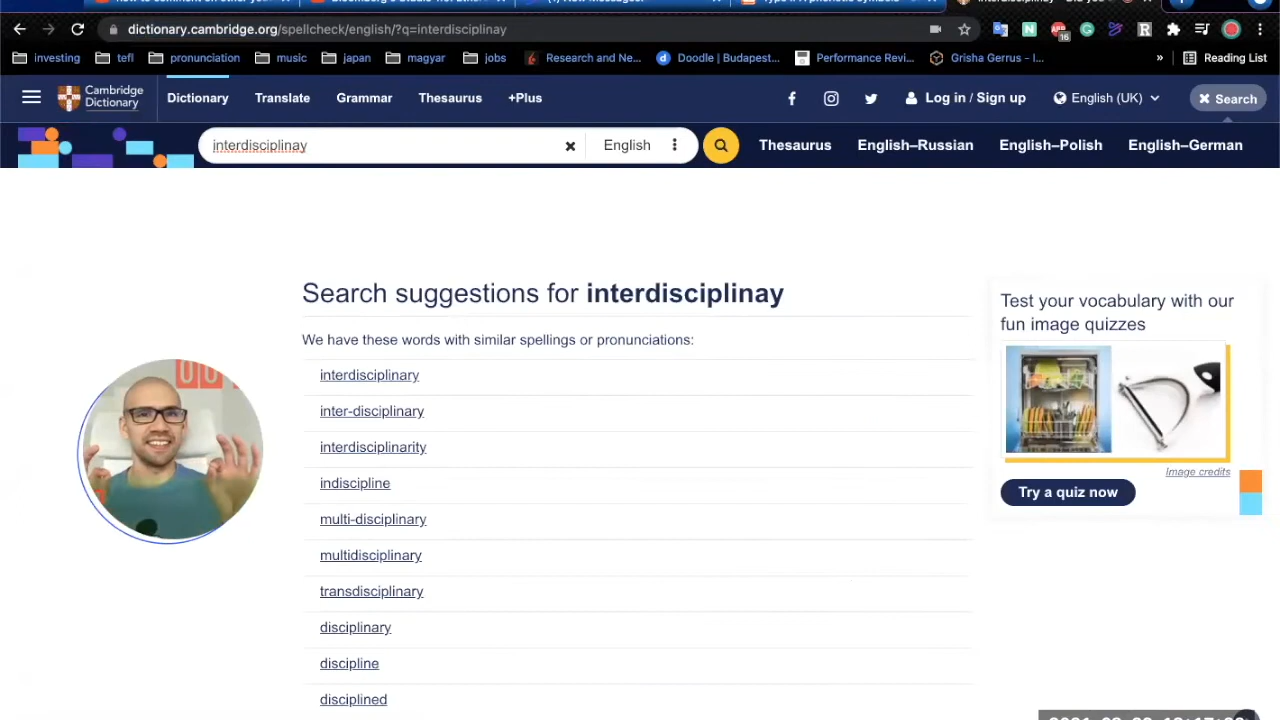 dictionary.cambridge.org/spellcheck/english/?q=interdisciplinay
investing tefl pronunciation music japan magyar jobs Research and Ne... Doodle | Budapest... Performance Revi... Grisha Gerrus – I... » Reading List
Cambridge Dictionary
Dictionary Translate Grammar Thesaurus +Plus Log in / Sign up English (UK) Search
interdisciplinay English Thesaurus English–Russian English–Polish English–German
Search suggestions for interdisciplinay
We have these words with similar spellings or pronunciations:
interdisciplinary
inter-disciplinary
interdisciplinarity
indiscipline
multi-disciplinary
multidisciplinary
transdisciplinary
disciplinary
discipline
disciplined
Test your vocabulary with our
fun image quizzes
Image credits
Try a quiz now